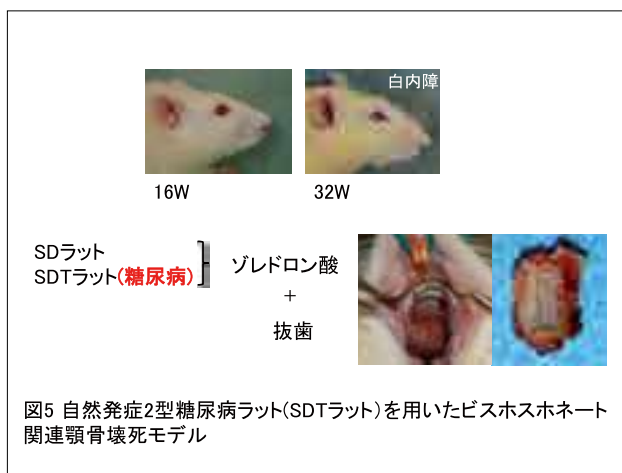 白内障
16W
32W
SDラット
SDTラット(糖尿病)
ゾレドロン酸
+
抜歯
図5 自然発症2型糖尿病ラット(SDTラット)を用いたビスホスホネート
関連顎骨壊死モデル